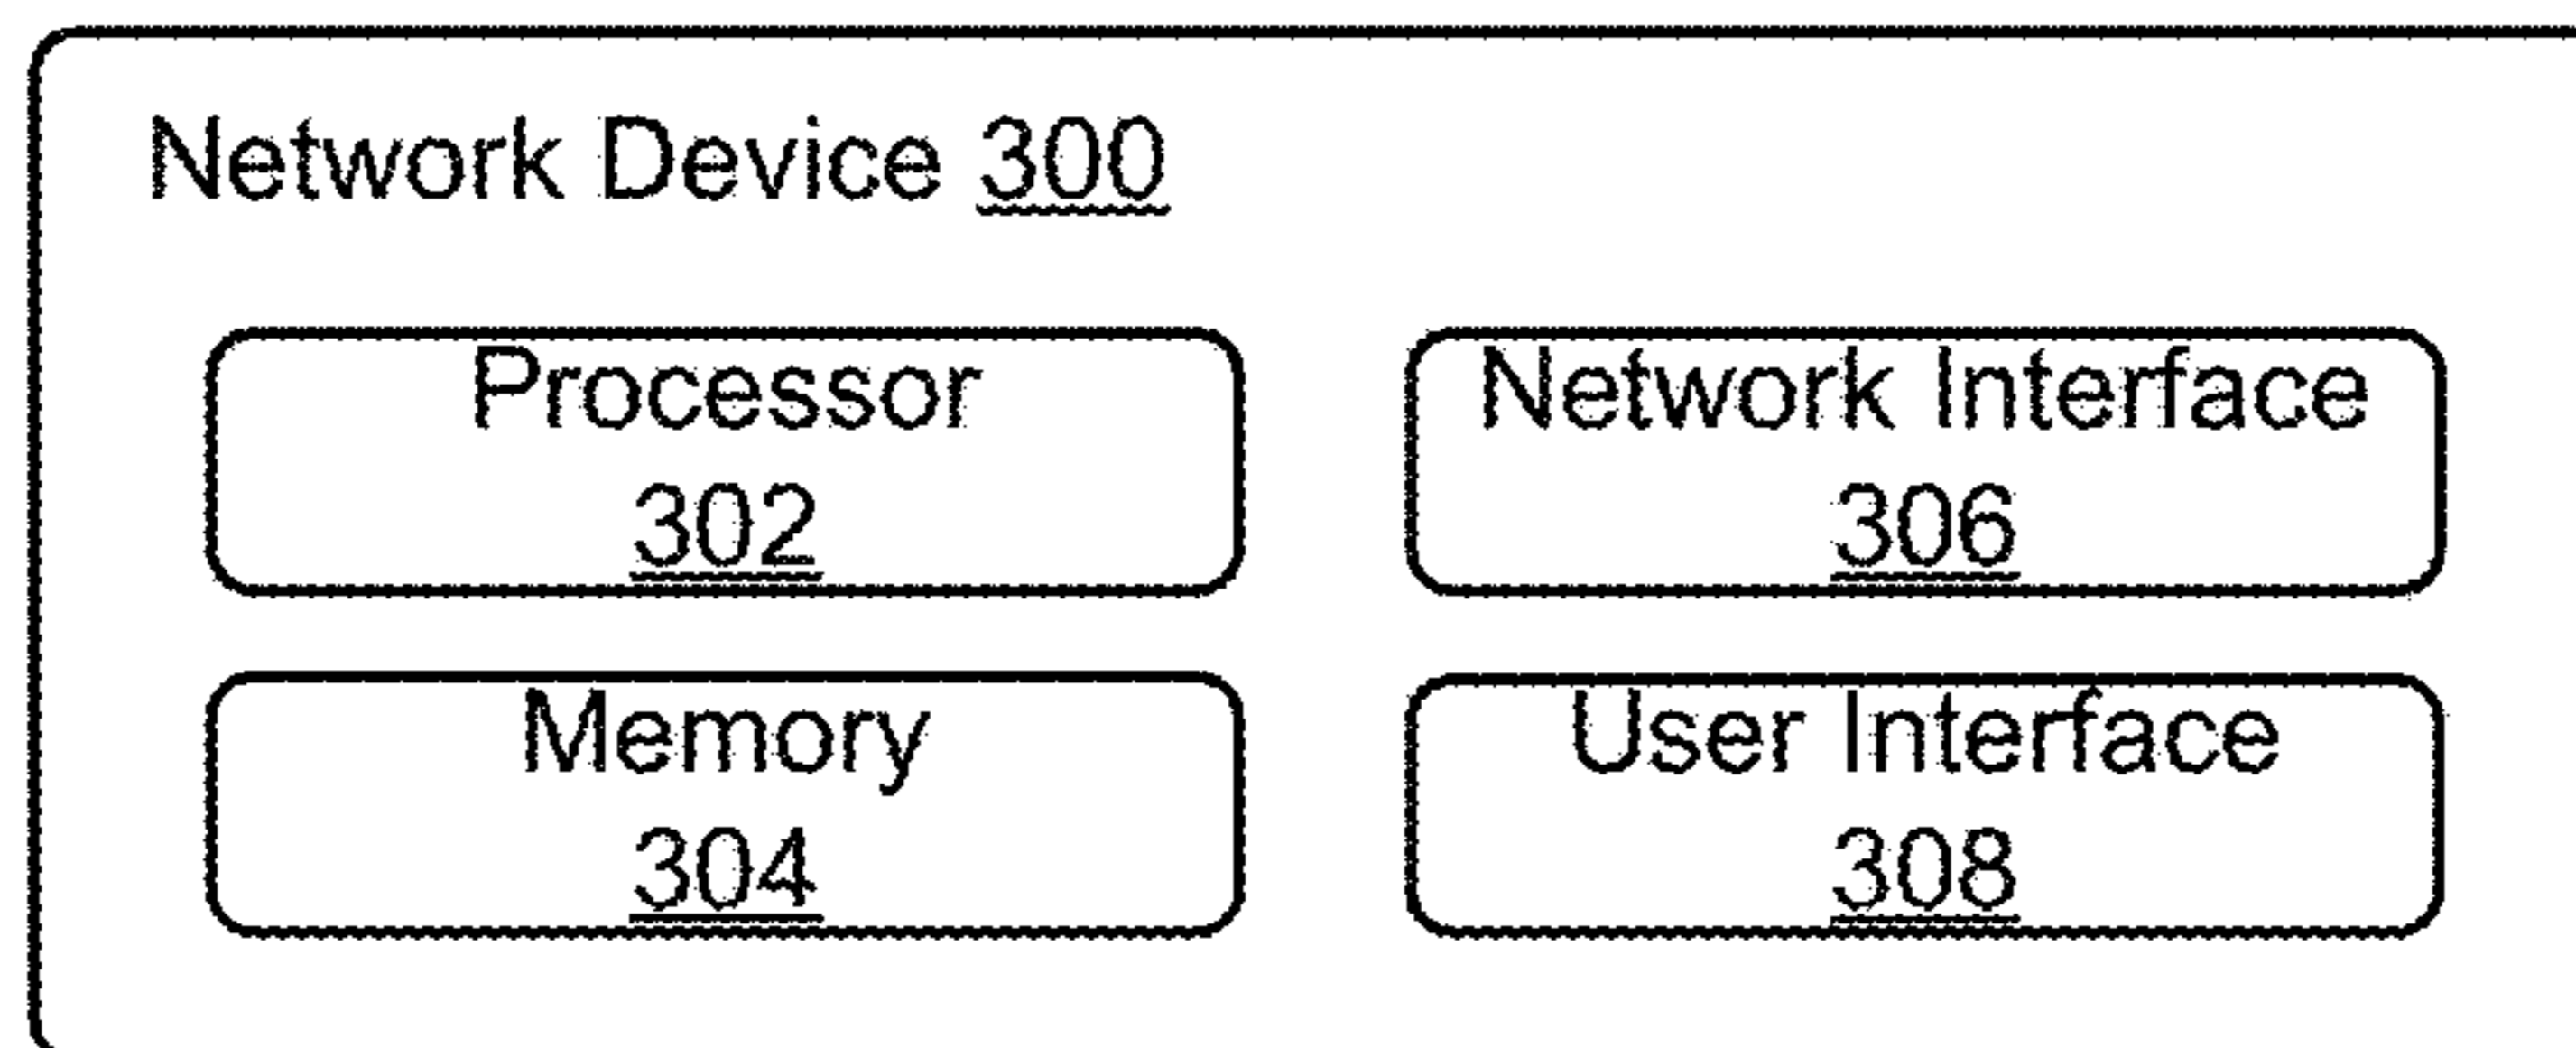 Network Device 300
Processor
302
Network Interface
306
Memory
304
User Interface
308